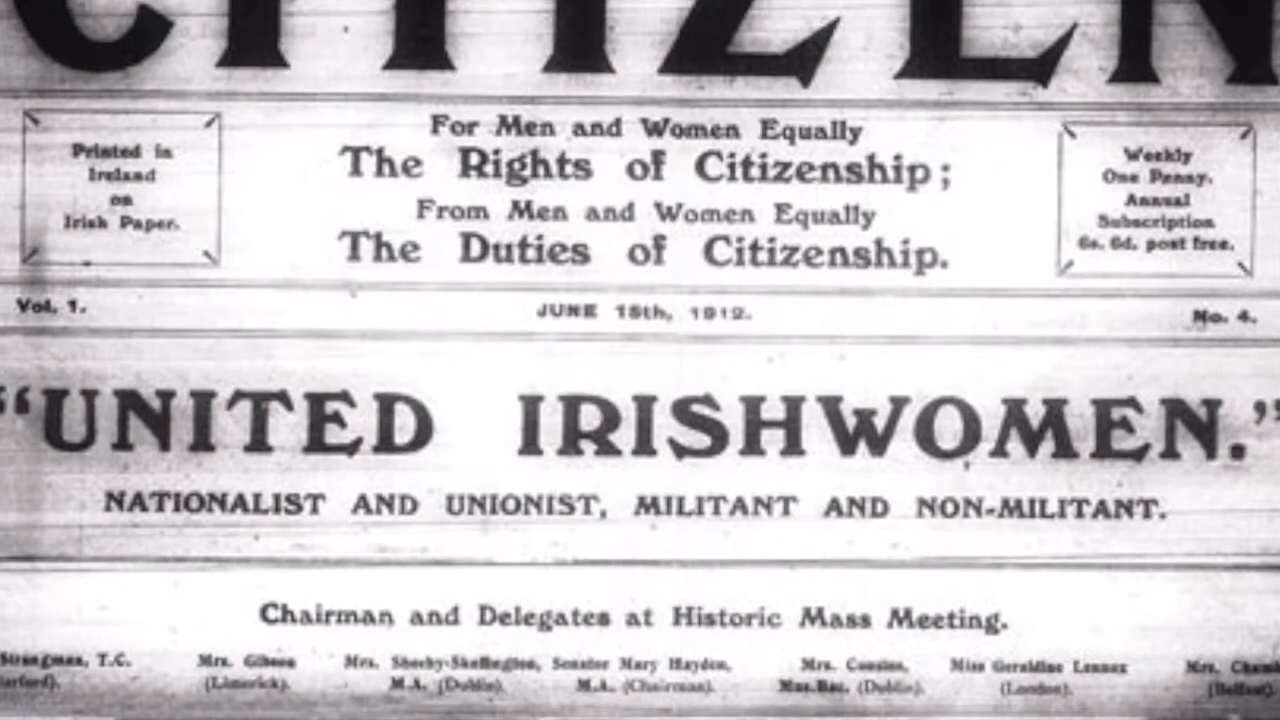 CITIZEN
Printed in
Ireland
on
Irish Paper.
For Men and Women Equally
The Rights of Citizenship;
From Men and Women Equally
The Duties of Citizenship.
Weekly
One Penny.
Annual
Subscription
6s. 6d. post free.
Vol. 1. JUNE 15th, 1912. No. 4.
"UNITED IRISHWOMEN."
NATIONALIST AND UNIONIST, MILITANT AND NON-MILITANT.
Chairman and Delegates at Historic Mass Meeting.
Strangman, T.C. Mrs. Gibson Mrs. Sheehy-Skeffington, Senator Mary Hayden, Mrs. Cousins, Miss Geraldine Lennox Mrs.
(Limerick). M.A. (Dublin). M.A. (Chairman). Mus.Bac. (Dublin). (London). (Belfast).